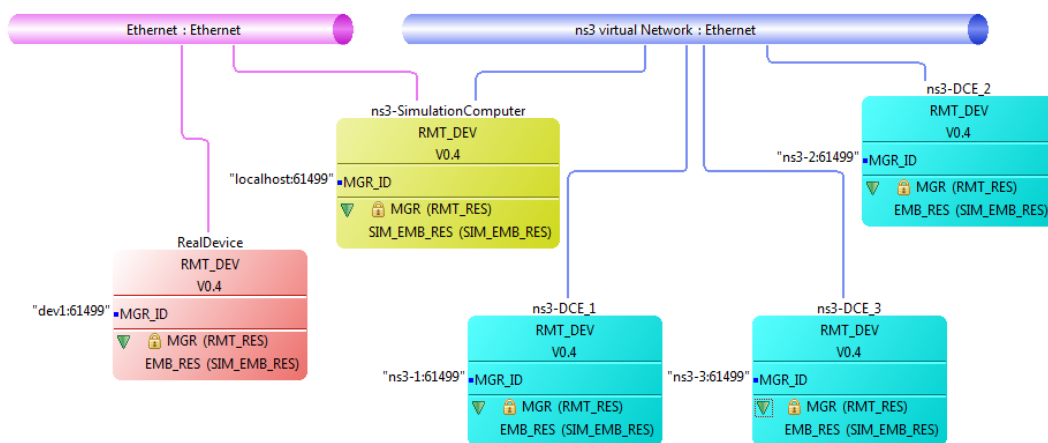 Ethernet : Ethernet
ns3 virtual Network : Ethernet
ns3-SimulationComputer
RMT_DEV
V0.4
"localhost:61499"
MGR_ID
MGR (RMT_RES)
SIM_EMB_RES (SIM_EMB_RES)
ns3-DCE_2
RMT_DEV
V0.4
"ns3-2:61499"
MGR_ID
MGR (RMT_RES)
EMB_RES (SIM_EMB_RES)
RealDevice
RMT_DEV
V0.4
"dev1:61499"
MGR_ID
MGR (RMT_RES)
EMB_RES (SIM_EMB_RES)
ns3-DCE_1
RMT_DEV
V0.4
"ns3-1:61499"
MGR_ID
MGR (RMT_RES)
EMB_RES (SIM_EMB_RES)
ns3-DCE_3
RMT_DEV
V0.4
"ns3-3:61499"
MGR_ID
MGR (RMT_RES)
EMB_RES (SIM_EMB_RES)